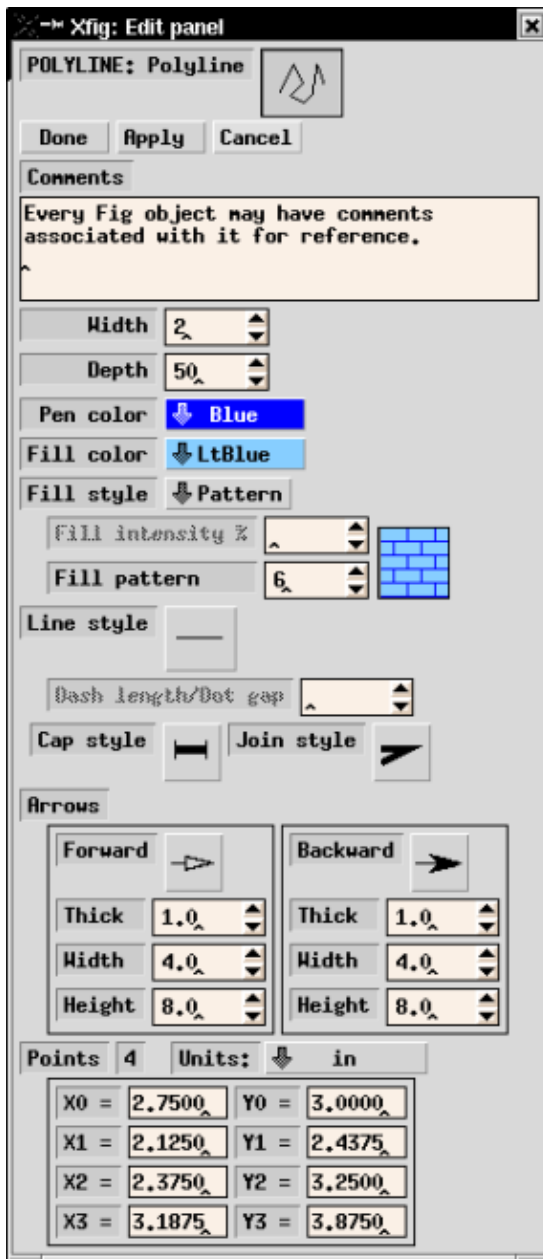 Xfig: Edit panel
POLYLINE: Polyline
Done Apply Cancel
Comments
Every Fig object may have comments
associated with it for reference.
Width 2
Depth 50
Pen color Blue
Fill color LtBlue
Fill style Pattern
Fill intensity %
Fill pattern 6
Line style
Dash length/Dot gap
Cap style Join style
Arrows
Forward Backward
Thick 1.0 Thick 1.0
Width 4.0 Width 4.0
Height 8.0 Height 8.0
Points 4 Units: in
X0 = 2.7500 Y0 = 3.0000
X1 = 2.1250 Y1 = 2.4375
X2 = 2.3750 Y2 = 3.2500
X3 = 3.1875 Y3 = 3.8750